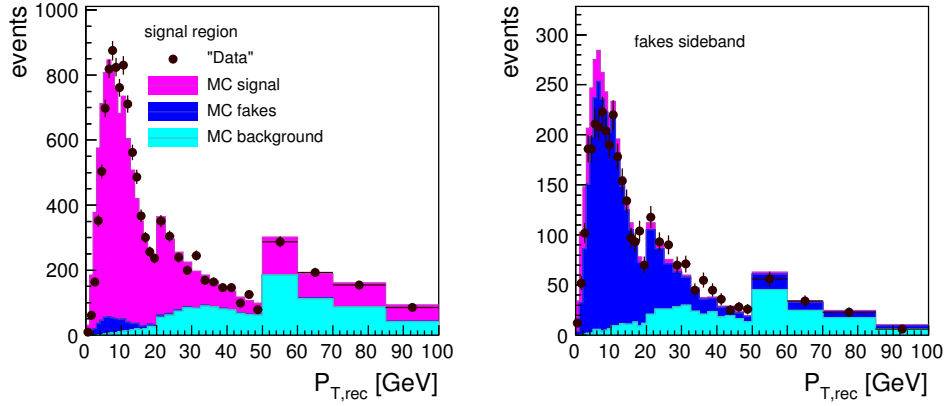 events
1000
800
600
400
200
0
signal region
"Data"
MC signal
MC fakes
MC background
0 10 20 30 40 50 60 70 80 90 100
P_T,rec [GeV]
events
300
250
200
150
100
50
0
fakes sideband
0 10 20 30 40 50 60 70 80 90 100
P_T,rec [GeV]